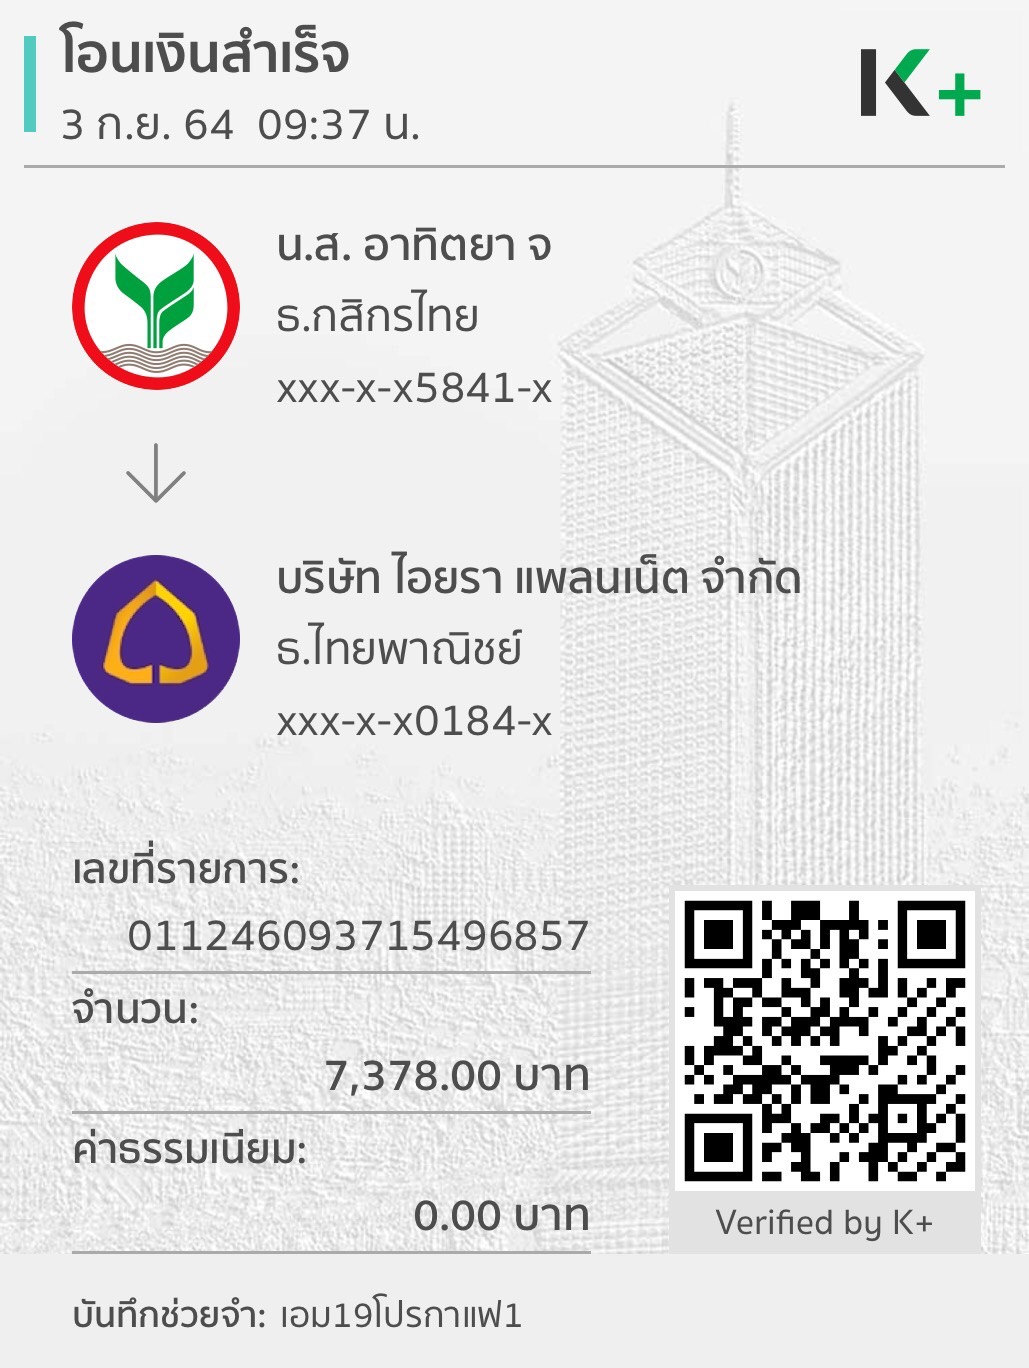 โอนเงินสำเร็จ
3 ก.ย. 64  09:37 น.
K+
น.ส. อาทิตยา จ
ธ.กสิกรไทย
xxx-x-x5841-x
บริษัท ไอยรา แพลนเน็ต จำกัด
ธ.ไทยพาณิชย์
xxx-x-x0184-x
เลขที่รายการ:
011246093715496857
จำนวน:
7,378.00 บาท
ค่าธรรมเนียม:
0.00 บาท
Verified by K+
บันทึกช่วยจำ: เอม19โปรกาแฟ1